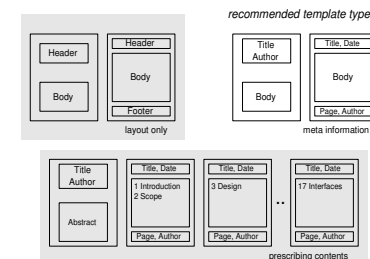 recommended template type
Header
Body
Header
Body
Footer
layout only
Title
Author
Body
Title, Date
Body
Page, Author
meta information
Title
Author
Abstract
Title, Date
1 Introduction
2 Scope
Page, Author
Title, Date
3 Design
Page, Author
..
Title, Date
17 Interfaces
Page, Author
prescribing contents